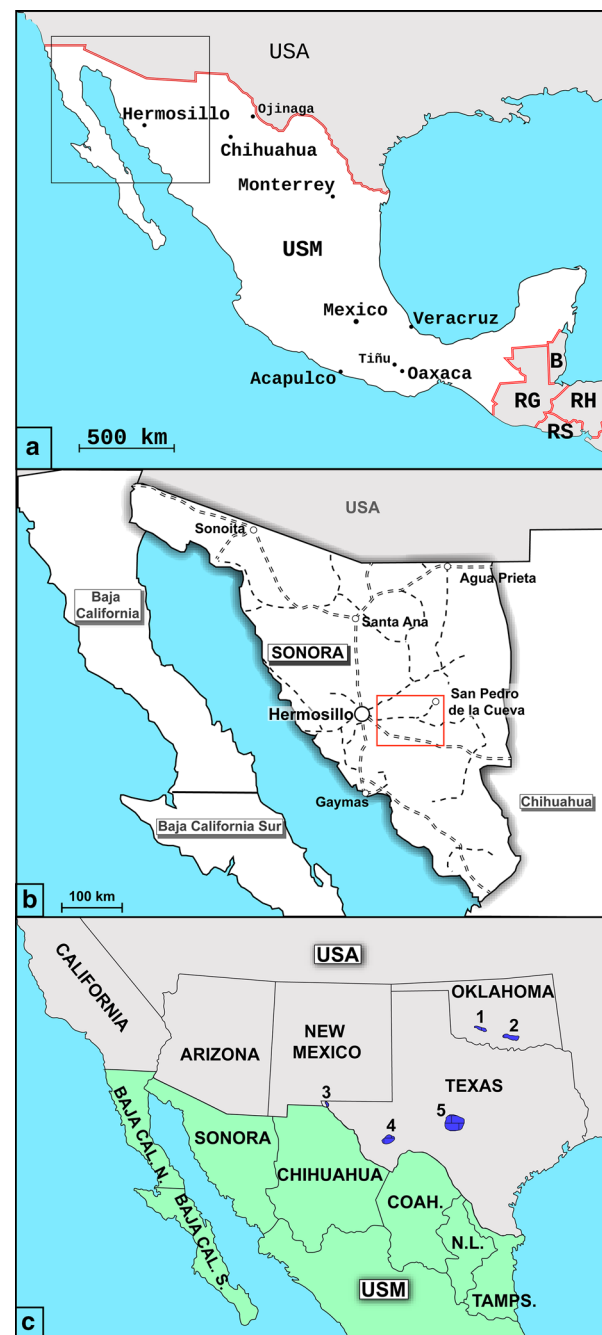 USA
Hermosillo
Ojinaga
Chihuahua
Monterrey
USM
Mexico
Veracruz
Tiñu
Acapulco
Oaxaca
B
RG
RH
RS
a
500 km
USA
Sonoita
Agua Prieta
Baja
California
Santa Ana
SONORA
San Pedro
de la Cueva
Hermosillo
Gaymas
Chihuahua
Baja California Sur
100 km
b
USA
CALIFORNIA
OKLAHOMA
1
2
NEW
MEXICO
ARIZONA
TEXAS
3
5
4
BAJA CAL. N.
SONORA
CHIHUAHUA
COAH.
BAJA CAL. S.
N.L.
USM
TAMPS.
c